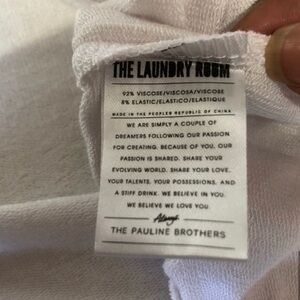 THE LAUNDRY ROOM
92% VISCOSE/VISCOSA/VISCOSE
8% ELASTIC/ELASTICO/ELASTIQUE
MADE IN THE PEOPLES REPUBLIC OF CHINA
WE ARE SIMPLY A COUPLE OF
DREAMERS FOLLOWING OUR PASSION
FOR CREATING. BECAUSE OF YOU, OUR
PASSION IS SHARED. SHARE YOUR
EVOLVING WORLD. SHARE YOUR LOVE,
YOUR TALENTS, YOUR POSSESSIONS, AND
A STIFF DRINK. WE BELIEVE IN YOU.
WE BELIEVE WE LOVE YOU.
Always
THE PAULINE BROTHERS